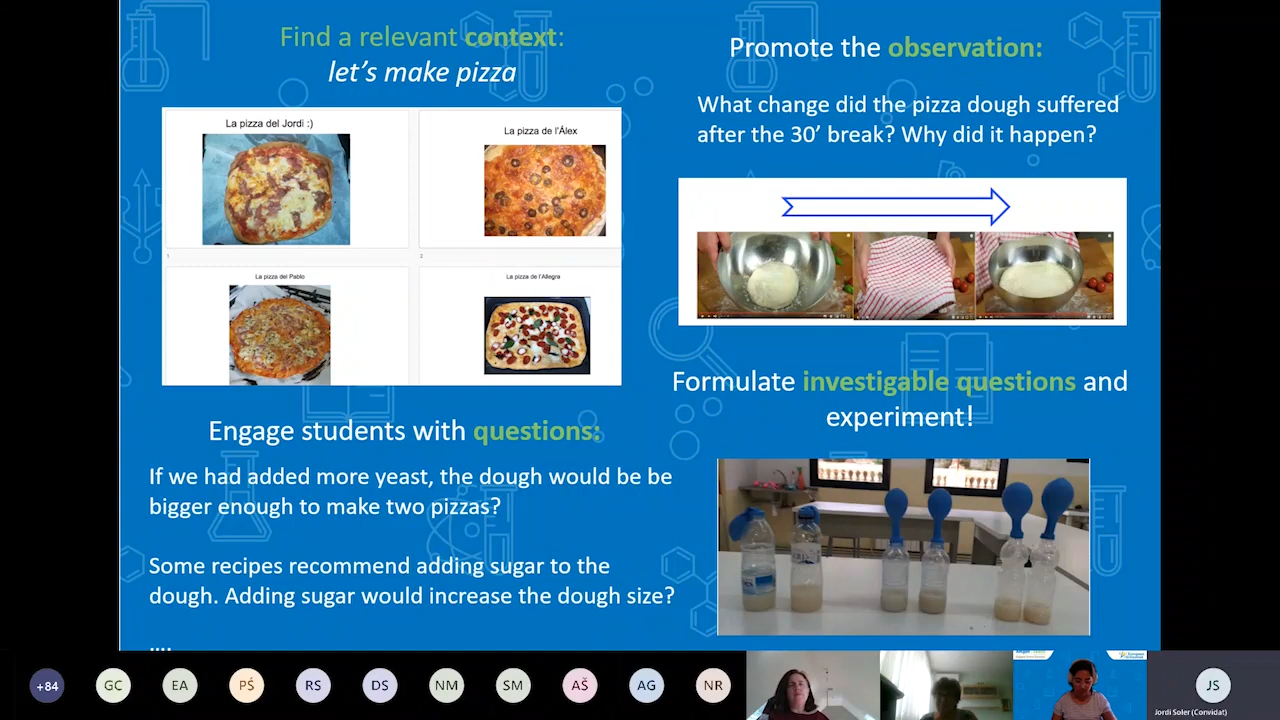 Find a relevant context:
let's make pizza
La pizza del Jordi :)
La pizza de l'Álex
1
2
La pizza del Pablo
La pizza de l'Allegra
Engage students with questions:
If we had added more yeast, the dough would be be
bigger enough to make two pizzas?
Some recipes recommend adding sugar to the
dough. Adding sugar would increase the dough size?
....
Promote the observation:
What change did the pizza dough suffered
after the 30' break? Why did it happen?
Formulate investigable questions and
experiment!
+84
GC
EA
PŚ
RS
DS
NM
SM
AŠ
AG
NR
JS
Jordi Soler (Convidat)